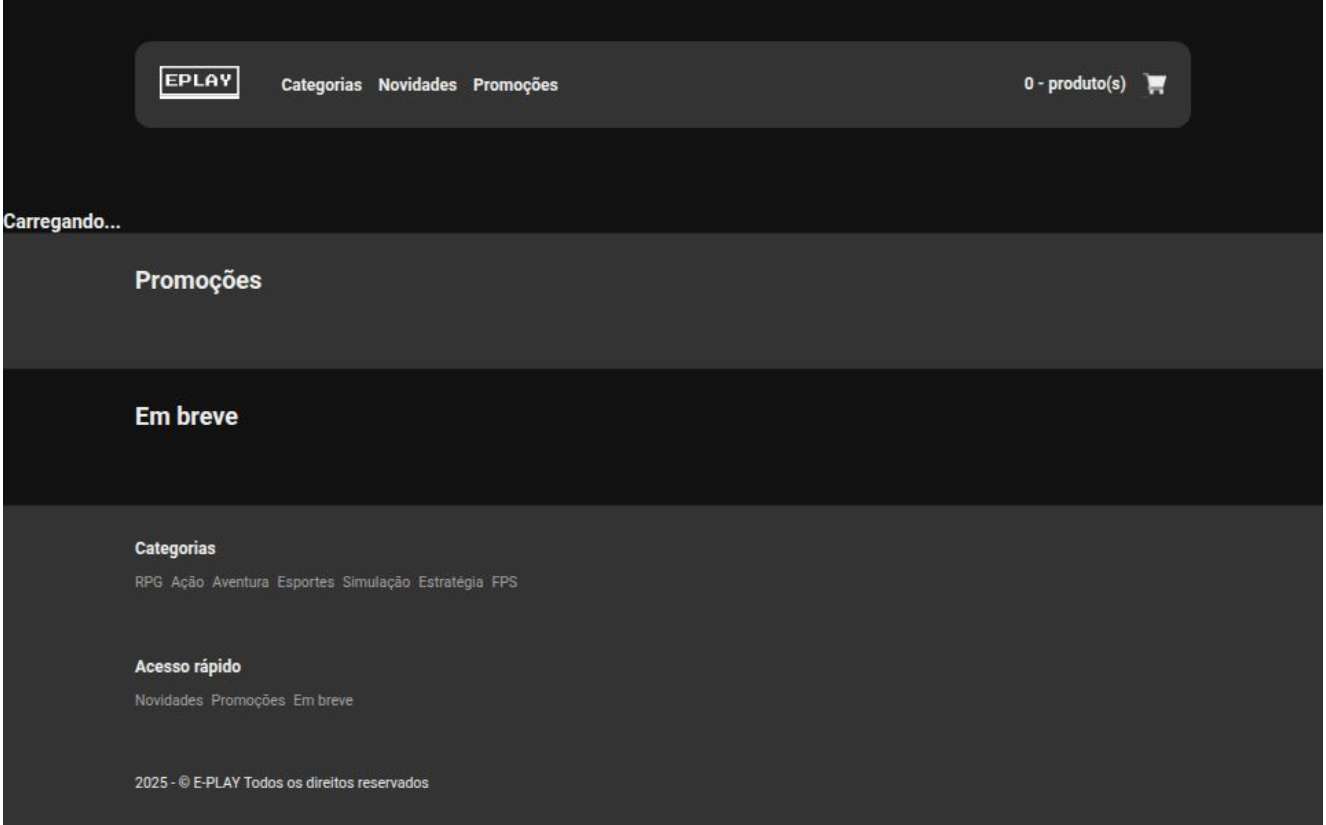 EPLAY Categorias Novidades Promoções 0 - produto(s)
Carregando...
Promoções
Em breve
Categorias
RPG Ação Aventura Esportes Simulação Estratégia FPS
Acesso rápido
Novidades Promoções Em breve
2025 - © E-PLAY Todos os direitos reservados